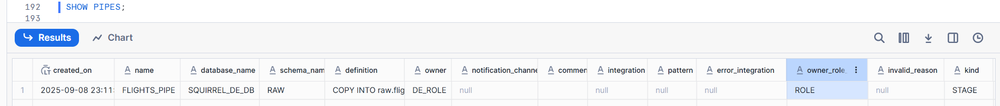 192 SHOW PIPES;
193
Results Chart
created_on name database_name schema_nam definition owner notification_channe commen integration pattern error_integration owner_role_ invalid_reason kind
1 2025-09-08 23:11: FLIGHTS_PIPE SQUIRREL_DE_DB RAW COPY INTO raw.flig DE_ROLE null null null null ROLE null STAGE